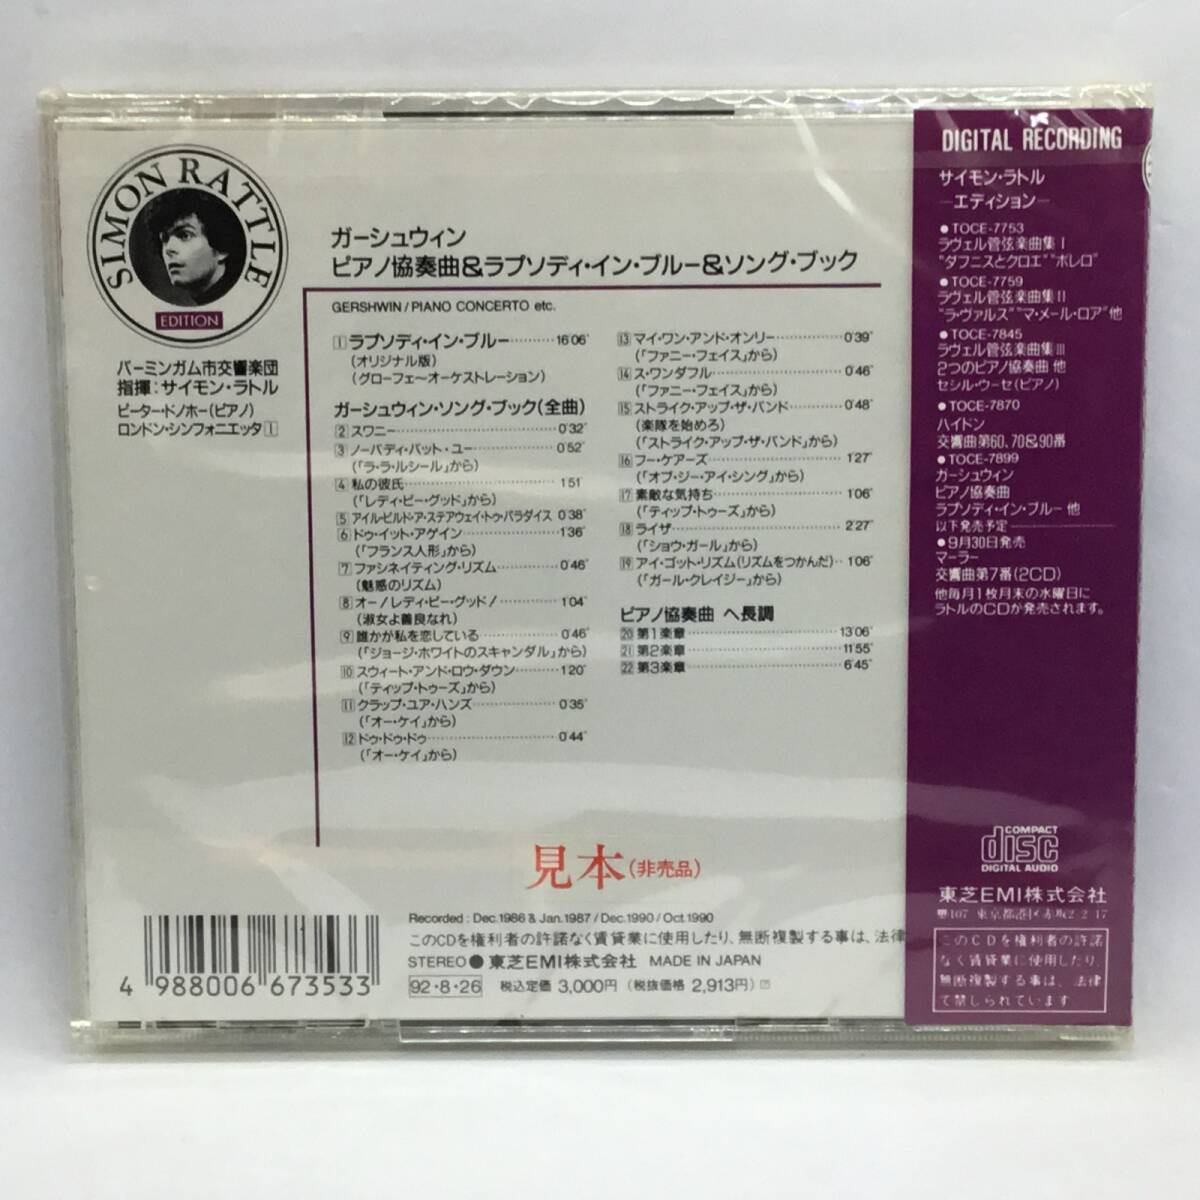 SIMON RATTLE
EDITION
バーミンガム市交響楽団
指揮:サイモン・ラトル
ピーター・ドノホー(ピアノ)
ロンドン・シンフォニエッタ1
ガーシュウィン
ピアノ協奏曲&ラプソディ・イン・ブルー&ソング・ブック
GERSHWIN/PIANO CONCERTO etc.
1 ラプソディ・イン・ブルー 16'06"
(オリジナル版)
(グローフェ―オーケストレーション)
ガーシュウィン・ソング・ブック(全曲)
2 スワニー 0'32"
3 ノーバディ・バット・ユー 0'52"
(「ラ・ラ・ルシール」から)
4 私の彼氏 1'51"
(「レディ・ビー・グッド」から)
5 アイル・ビルド・ア・ステアウェイ・トゥ・パラダイス 0'38"
6 ドゥ・イット・アゲイン 1'36"
(「フランス人形」から)
7 ファシネイティング・リズム 0'46"
(魅惑のリズム)
8 オー!レディ・ビー・グッド! 1'04"
(淑女よ善良なれ)
9 誰かが私を恋している 0'46"
(「ジョージ・ホワイトのスキャンダル」から)
10 スウィート・アンド・ロウ・ダウン 1'20"
(「ティップ・トゥーズ」から)
11 クラップ・ユア・ハンズ 0'35"
(「オー・ケイ」から)
12 ドゥ・ドゥ・ドゥ 0'44"
(「オー・ケイ」から)
13 マイ・ワン・アンド・オンリー 0'39"
(「ファニー・フェイス」から)
14 ス・ワンダフル 0'46"
(「ファニー・フェイス」から)
15 ストライク・アップ・ザ・バンド 0'48"
(楽隊を始めろ)
(「ストライク・アップ・ザ・バンド」から)
16 フー・ケアーズ 1'27"
(「オブ・ジー・アイ・シング」から)
17 素敵な気持ち 1'06"
(「ティップ・トゥーズ」から)
18 ライザ 2'27"
(「ショウ・ガール」から)
19 アイ・ゴット・リズム(リズムをつかんだ) 1'06"
(「ガール・クレイジー」から)
ピアノ協奏曲 ヘ長調
20 第1楽章 13'06"
21 第2楽章 11'55"
22 第3楽章 6'45"
見本(非売品)
Recorded : Dec.1986 & Jan.1987 / Dec.1990 / Oct.1990
このCDを権利者の許諾なく賃貸業に使用したり、無断複製する事は、法律
STEREO ● 東芝EMI株式会社 MADE IN JAPAN
92・8・26 税込定価 3,000円 (税抜価格 2,913円)
4 988006 673533
DIGITAL RECORDING
サイモン・ラトル
―エディション―
●TOCE-7753
ラヴェル管弦楽曲集I
"ダフニスとクロエ""ボレロ"
●TOCE-7759
ラヴェル管弦楽曲集II
"ラ・ヴァルス""マ・メール・ロア"他
●TOCE-7845
ラヴェル管弦楽曲集III
2つのピアノ協奏曲 他
セシル・ウーセ(ピアノ)
●TOCE-7870
ハイドン
交響曲第60、70&90番
●TOCE-7899
ガーシュウィン
ピアノ協奏曲
ラプソディ・イン・ブルー 他
以下発売予定
●9月30日発売
マーラー
交響曲第7番(2CD)
他毎月1枚月末の水曜日に
ラトルのCDが発売されます。
COMPACT
disc
DIGITAL AUDIO
東芝EMI株式会社
〒107 東京都港区赤坂2-2-17
このCDを権利者の許諾
なく賃貸業に使用したり、
無断複製する事は、法律
で禁じられています